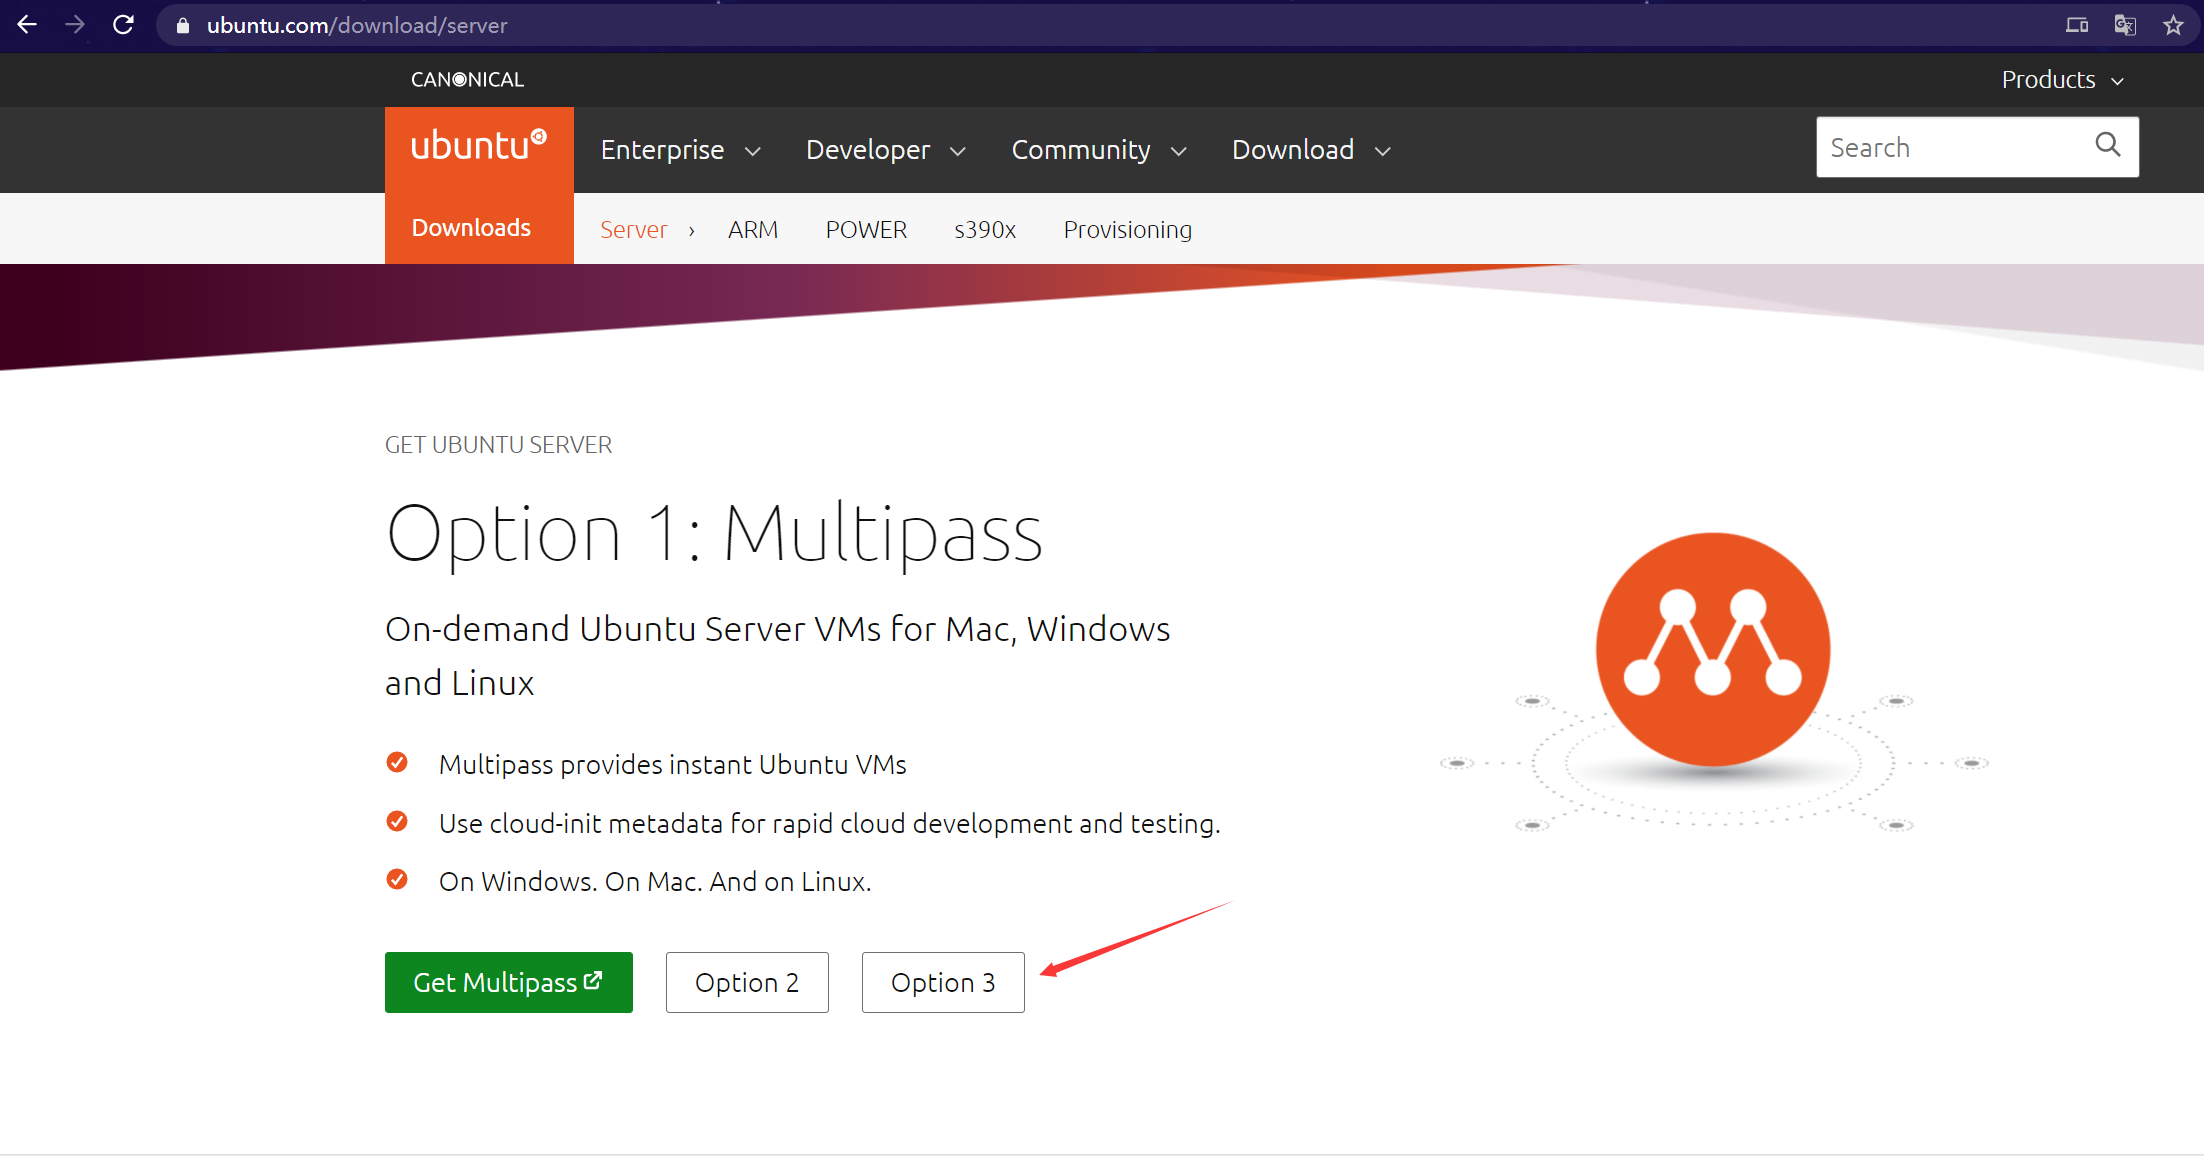 ubuntu.com/download/server
CANONICAL
Products
ubuntu
Enterprise
Developer
Community
Download
Search
Downloads
Server
ARM
POWER
s390x
Provisioning
GET UBUNTU SERVER
Option 1: Multipass
On-demand Ubuntu Server VMs for Mac, Windows
and Linux
Multipass provides instant Ubuntu VMs
Use cloud-init metadata for rapid cloud development and testing.
On Windows. On Mac. And on Linux.
Get Multipass
Option 2
Option 3